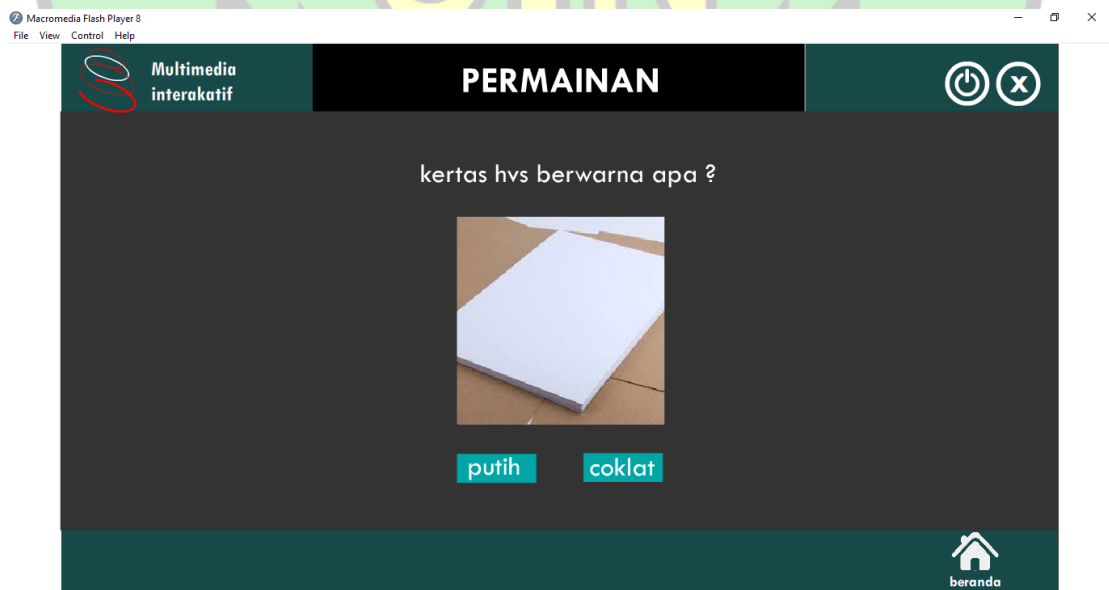 Macromedia Flash Player 8
File View Control Help
Multimedia
interakatif
PERMAINAN
X
kertas hvs berwarna apa ?
putih coklat
beranda